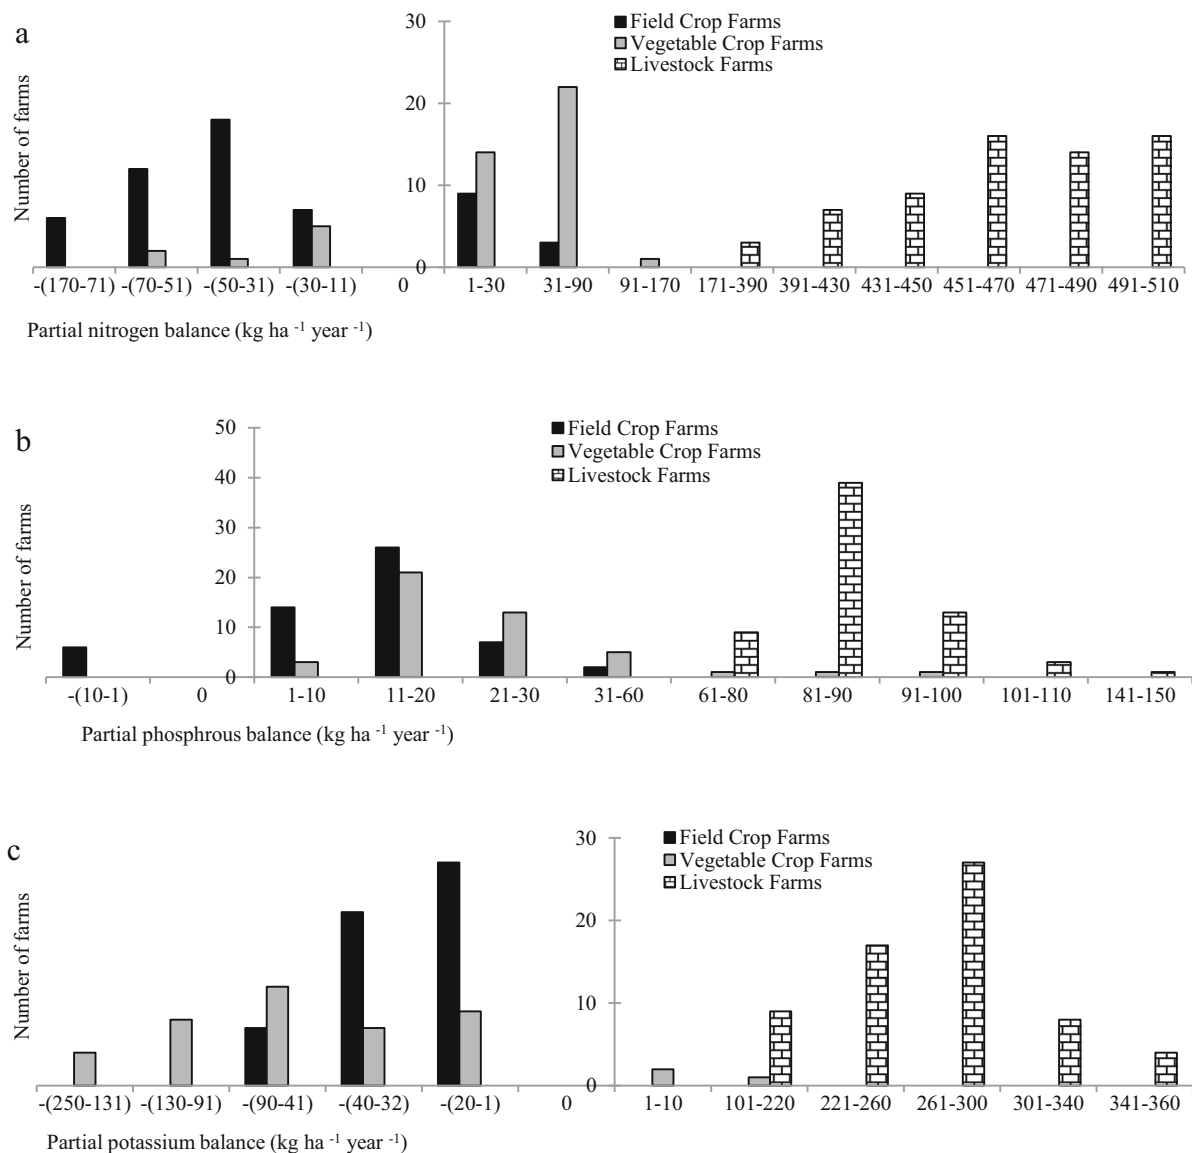 a
Number of farms
30
20
10
0
Field Crop Farms
Vegetable Crop Farms
Livestock Farms
-(170-71) -(70-51) -(50-31) -(30-11) 0 1-30 31-90 91-170 171-390 391-430 431-450 451-470 471-490 491-510
Partial nitrogen balance (kg ha -1 year -1)
b
Number of farms
50
40
30
20
10
0
Field Crop Farms
Vegetable Crop Farms
Livestock Farms
-(10-1) 0 1-10 11-20 21-30 31-60 61-80 81-90 91-100 101-110 141-150
Partial phosphrous balance (kg ha -1 year -1)
c
Number of farms
30
20
10
0
Field Crop Farms
Vegetable Crop Farms
Livestock Farms
-(250-131) -(130-91) -(90-41) -(40-32) -(20-1) 0 1-10 101-220 221-260 261-300 301-340 341-360
Partial potassium balance (kg ha -1 year -1)